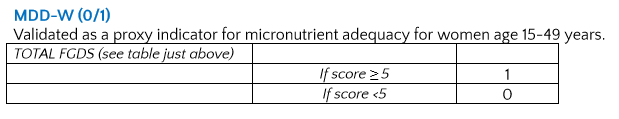 MDD-W (0/1)
Validated as a proxy indicator for micronutrient adequacy for women age 15-49 years.
TOTAL FGDS (see table just above)
If score ≥5 1
If score <5 0